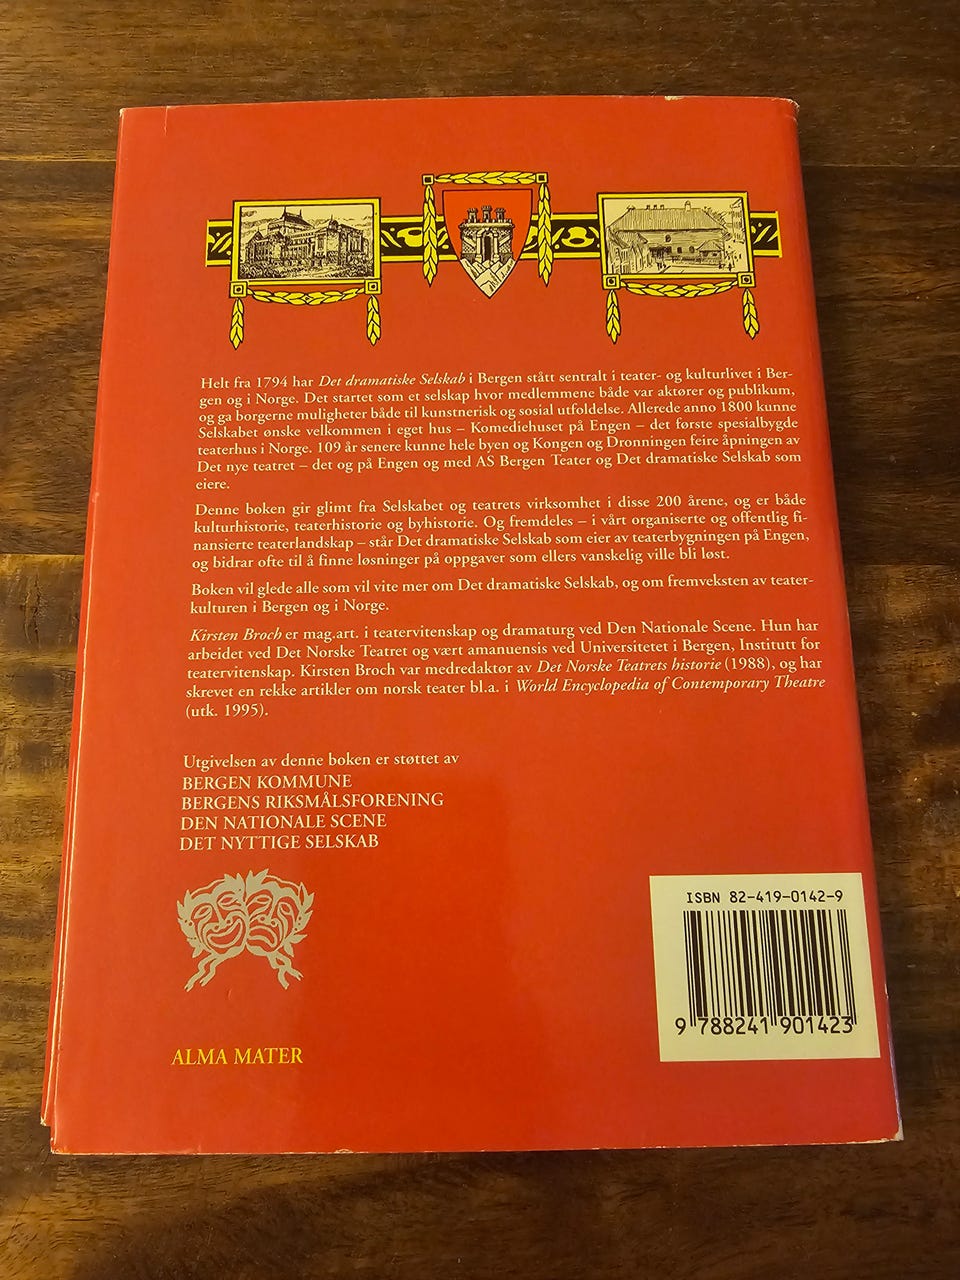 Helt fra 1794 har Det dramatiske Selskab i Bergen stått sentralt i teater- og kulturlivet i Ber-
gen og i Norge. Det startet som et selskap hvor medlemmene både var aktører og publikum,
og ga borgerne muligheter både til kunstnerisk og sosial utfoldelse. Allerede anno 1800 kunne
Selskabet ønske velkommen i eget hus – Komediehuset på Engen – det første spesialbygde
teaterhus i Norge. 109 år senere kunne hele byen og Kongen og Dronningen feire åpningen av
Det nye teatret – det og på Engen og med AS Bergen Teater og Det dramatiske Selskab som
eiere.
Denne boken gir glimt fra Selskabet og teatrets virksomhet i disse 200 årene, og er både
kulturhistorie, teaterhistorie og byhistorie. Og fremdeles – i vårt organiserte og offentlig fi-
nansierte teaterlandskap – står Det dramatiske Selskab som eier av teaterbygningen på Engen,
og bidrar ofte til å finne løsninger på oppgaver som ellers vanskelig ville bli løst.
Boken vil glede alle som vil vite mer om Det dramatiske Selskab, og om fremveksten av teater-
kulturen i Bergen og i Norge.
Kirsten Broch er mag.art. i teatervitenskap og dramaturg ved Den Nationale Scene. Hun har
arbeidet ved Det Norske Teatret og vært amanuensis ved Universitetet i Bergen, Institutt for
teatervitenskap. Kirsten Broch var medredaktør av Det Norske Teatrets historie (1988), og har
skrevet en rekke artikler om norsk teater bl.a. i World Encyclopedia of Contemporary Theatre
(utk. 1995).
Utgivelsen av denne boken er støttet av
BERGEN KOMMUNE
BERGENS RIKSMÅLSFORENING
DEN NATIONALE SCENE
DET NYTTIGE SELSKAB
ISBN 82-419-0142-9
9 788241 901423
ALMA MATER